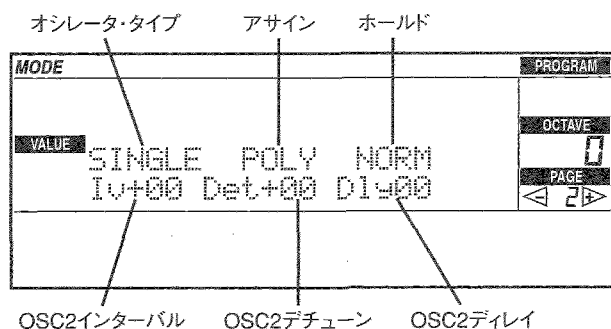 オシレータ・タイプ アサイン ホールド
MODE PROGRAM
OCTAVE
VALUE 0
SINGLE POLY NORM
PAGE
Iv+00 Det+00 Dly00 - 2 +
OSC2インターバル OSC2デチューン OSC2ディレイ